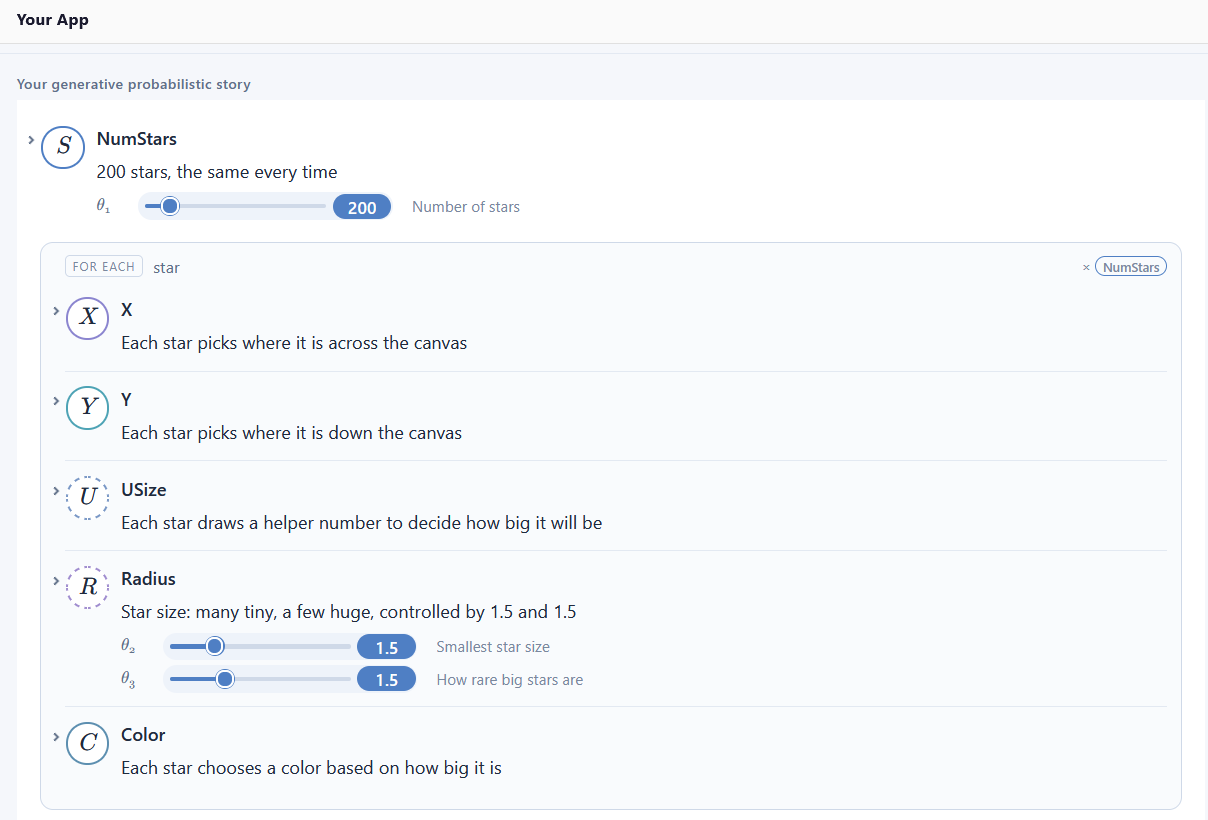 Your App
Your generative probabilistic story
S NumStars
200 stars, the same every time
θ₁ 200 Number of stars
FOR EACH star × NumStars
X X
Each star picks where it is across the canvas
Y Y
Each star picks where it is down the canvas
U USize
Each star draws a helper number to decide how big it will be
R Radius
Star size: many tiny, a few huge, controlled by 1.5 and 1.5
θ₂ 1.5 Smallest star size
θ₃ 1.5 How rare big stars are
C Color
Each star chooses a color based on how big it is